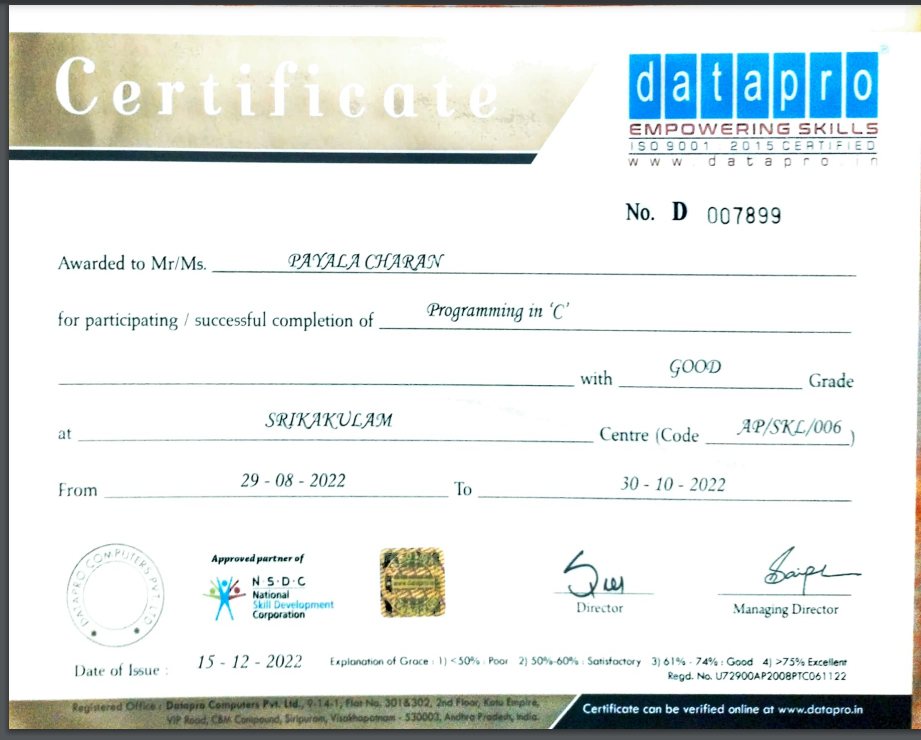 Certificate
datapro
EMPOWERING SKILLS
ISO 9001 2015 CERTIFIED
www.datapro.in
No. D 007899
Awarded to Mr/Ms. PAYALA CHARAN
for participating / successful completion of Programming in 'C'
with GOOD Grade
at SRIKAKULAM Centre (Code AP/SKL/006)
From 29 - 08 - 2022 To 30 - 10 - 2022
DATAPRO COMPUTERS PVT LTD
Approved partner of
N·S·D·C
National
Skill Development
Corporation
Director
Managing Director
Date of Issue : 15 - 12 - 2022
Explanation of Grace : 1) <50% : Poor 2) 50%-60% : Satisfactory 3) 61% - 74% : Good 4) >75% Excellent
Regd. No. U72900AP2008PTC061122
Registered Office : Datapro Computers Pvt. Ltd., 9-14-1, Flat No. 301&302, 2nd Floor, Kotu Empire,
VIP Road, CBM Compound, Siripuram, Visakhapatnam - 530003, Andhra Pradesh, India.
Certificate can be verified online at www.datapro.in